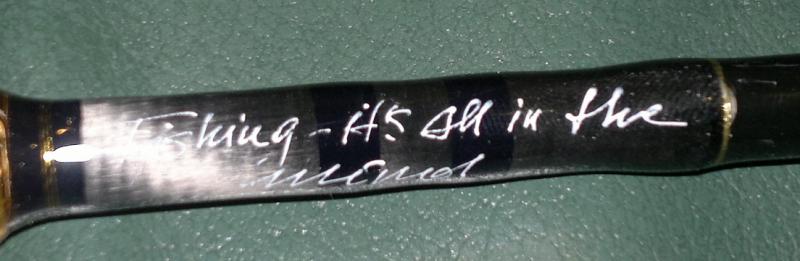 Fishing - it's all in the
mind